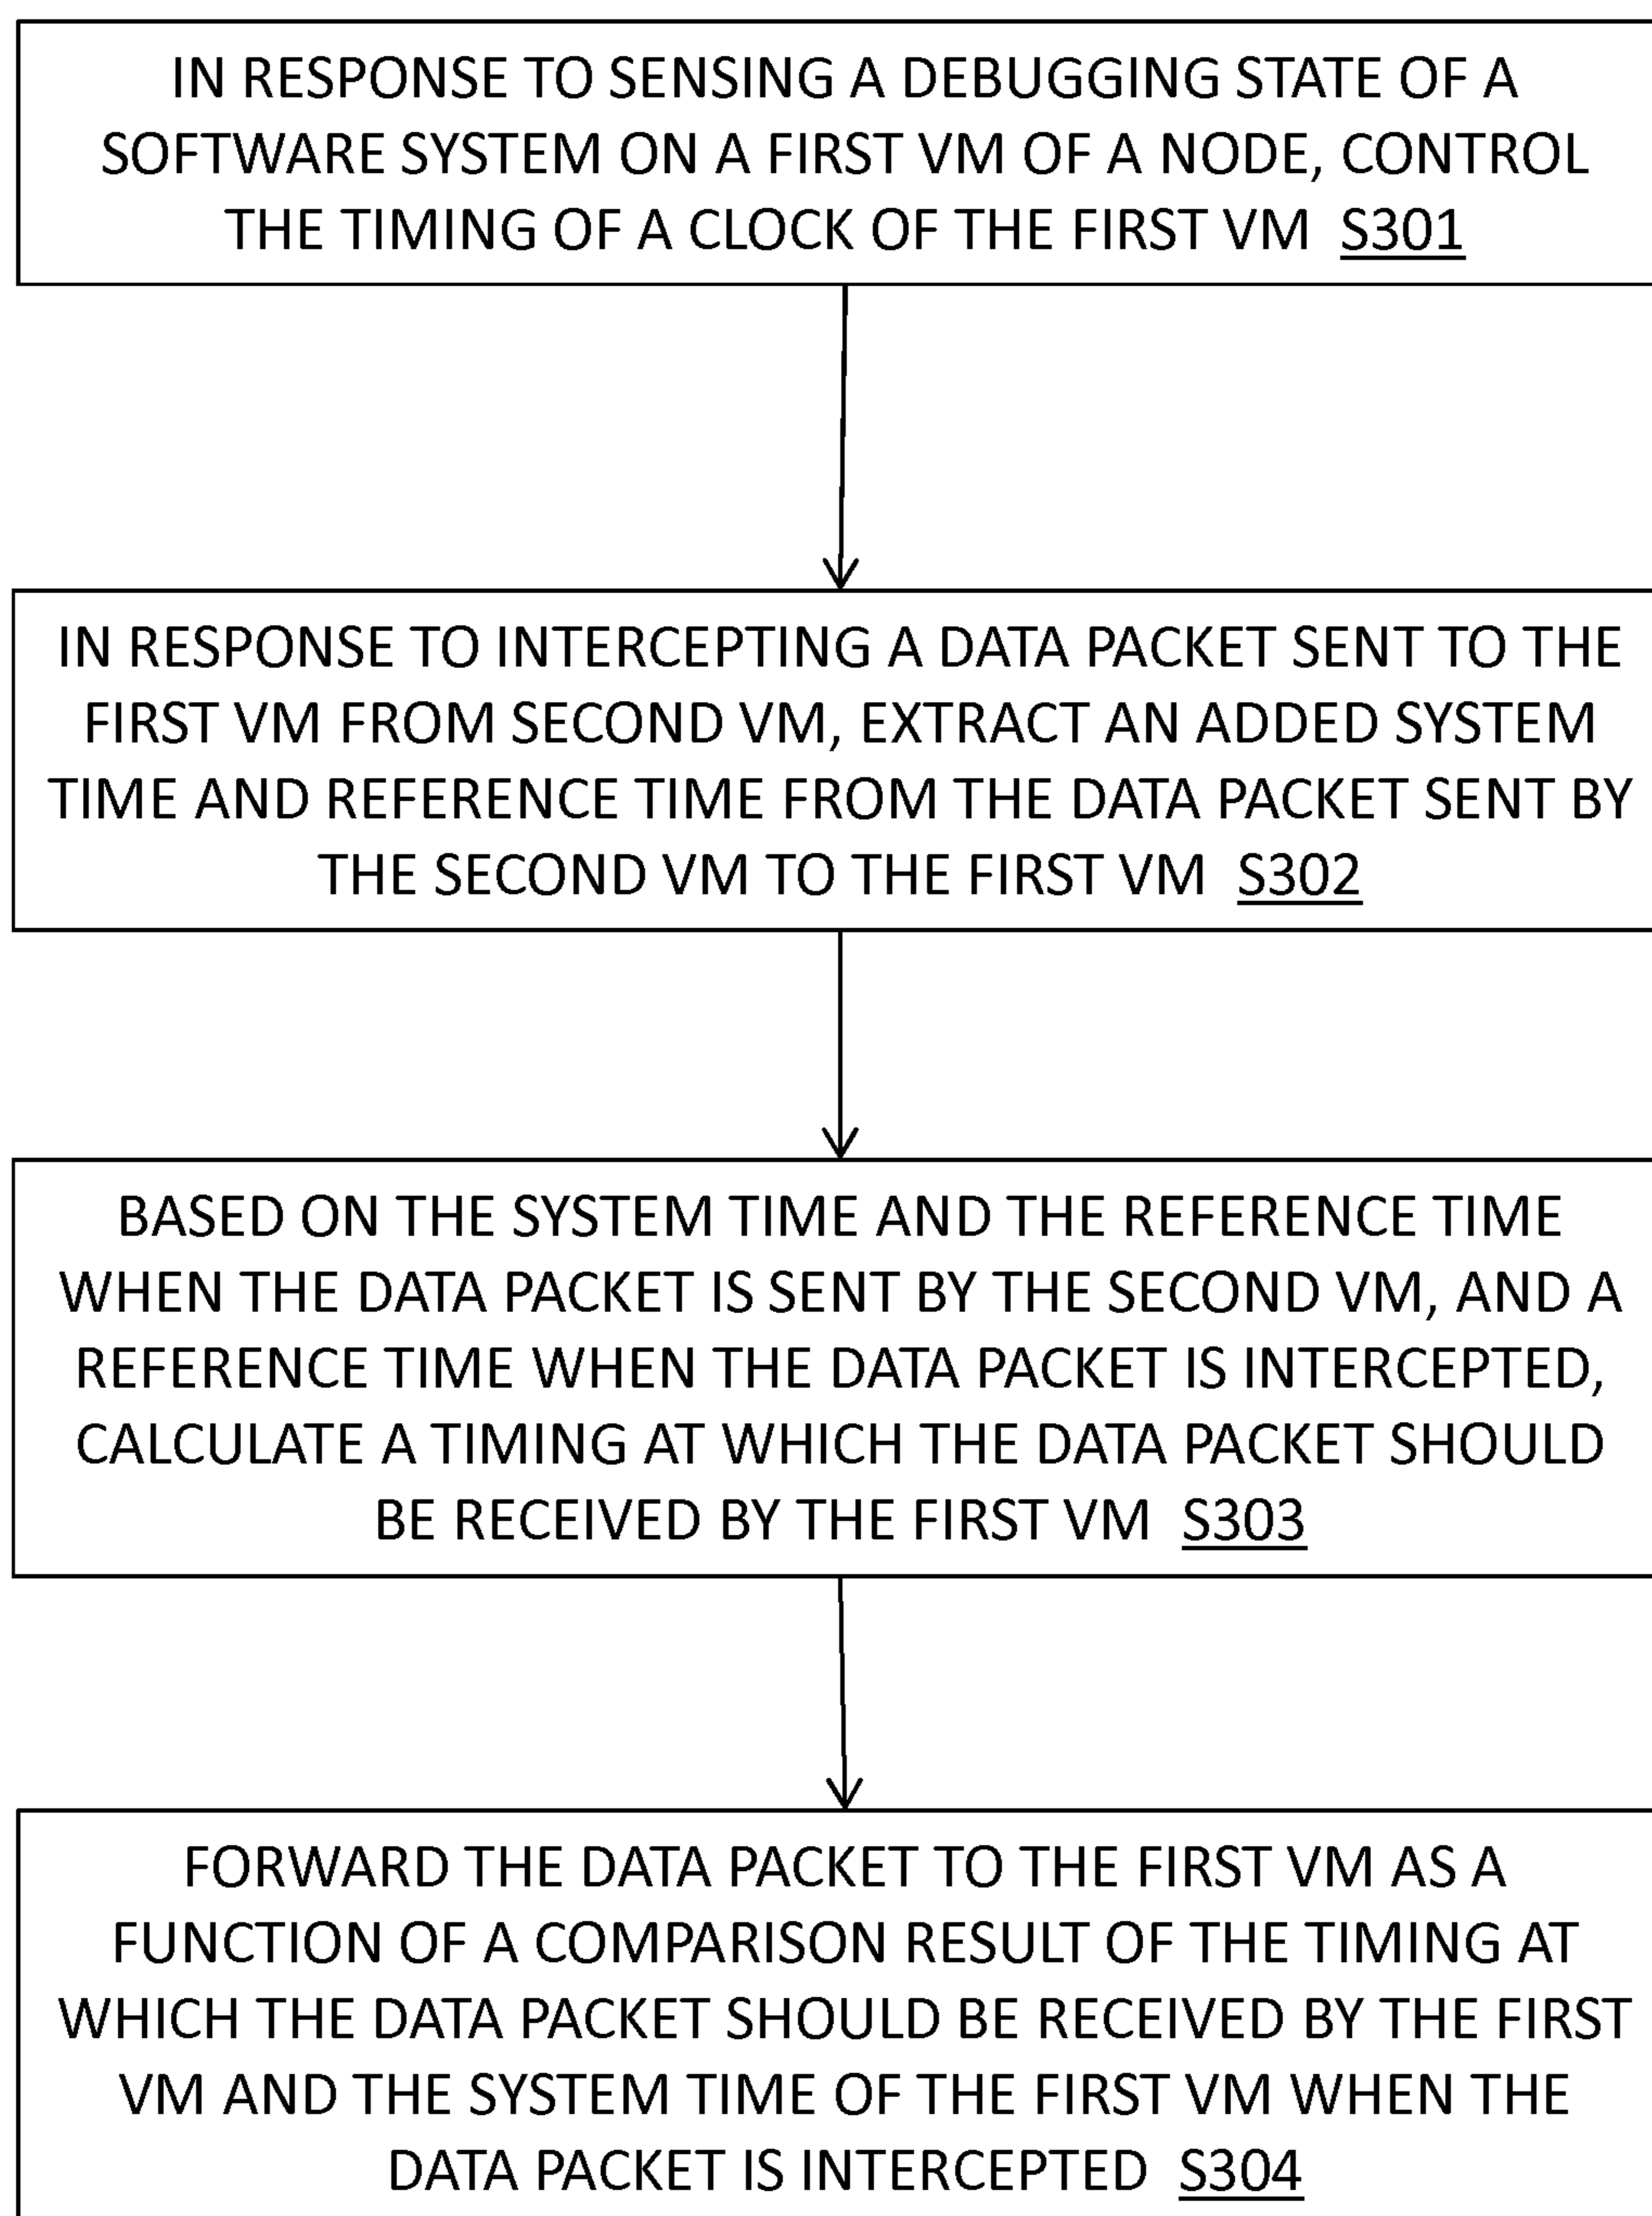 IN RESPONSE TO SENSING A DEBUGGING STATE OF A
SOFTWARE SYSTEM ON A FIRST VM OF A NODE, CONTROL
THE TIMING OF A CLOCK OF THE FIRST VM S301
IN RESPONSE TO INTERCEPTING A DATA PACKET SENT TO THE
FIRST VM FROM SECOND VM, EXTRACT AN ADDED SYSTEM
TIME AND REFERENCE TIME FROM THE DATA PACKET SENT BY
THE SECOND VM TO THE FIRST VM S302
BASED ON THE SYSTEM TIME AND THE REFERENCE TIME
WHEN THE DATA PACKET IS SENT BY THE SECOND VM, AND A
REFERENCE TIME WHEN THE DATA PACKET IS INTERCEPTED,
CALCULATE A TIMING AT WHICH THE DATA PACKET SHOULD
BE RECEIVED BY THE FIRST VM S303
FORWARD THE DATA PACKET TO THE FIRST VM AS A
FUNCTION OF A COMPARISON RESULT OF THE TIMING AT
WHICH THE DATA PACKET SHOULD BE RECEIVED BY THE FIRST
VM AND THE SYSTEM TIME OF THE FIRST VM WHEN THE
DATA PACKET IS INTERCEPTED S304